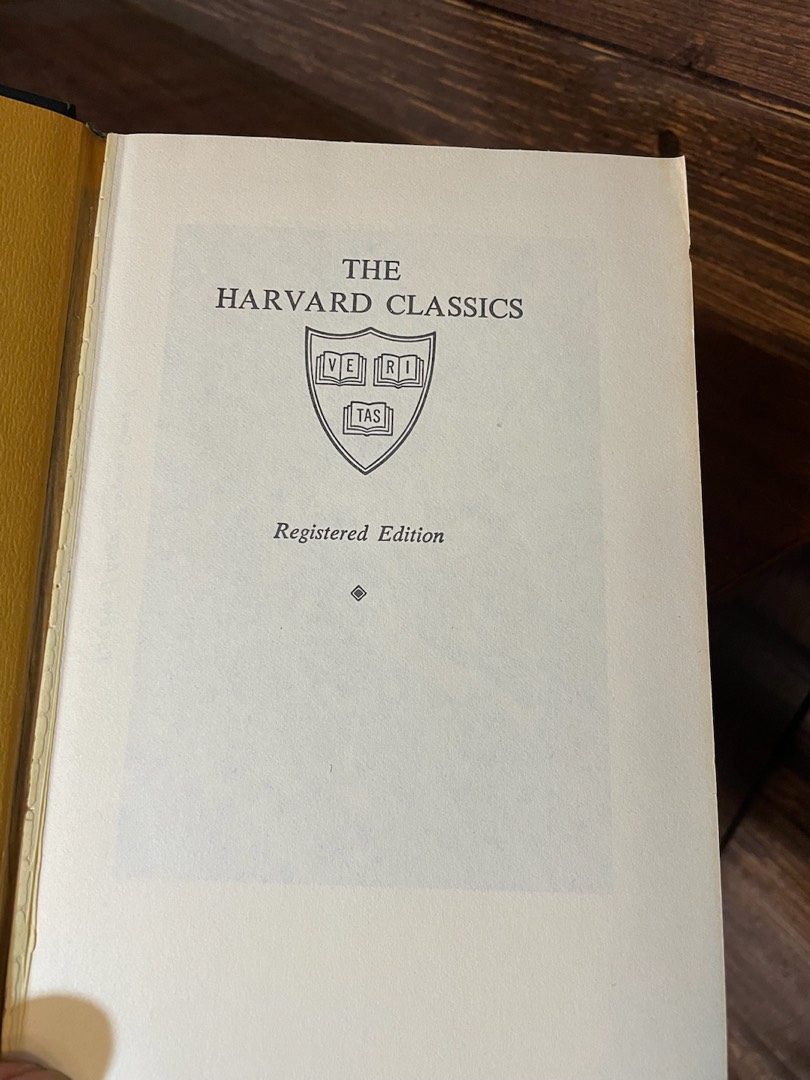 THE
HARVARD CLASSICS
VE RI
TAS
Registered Edition